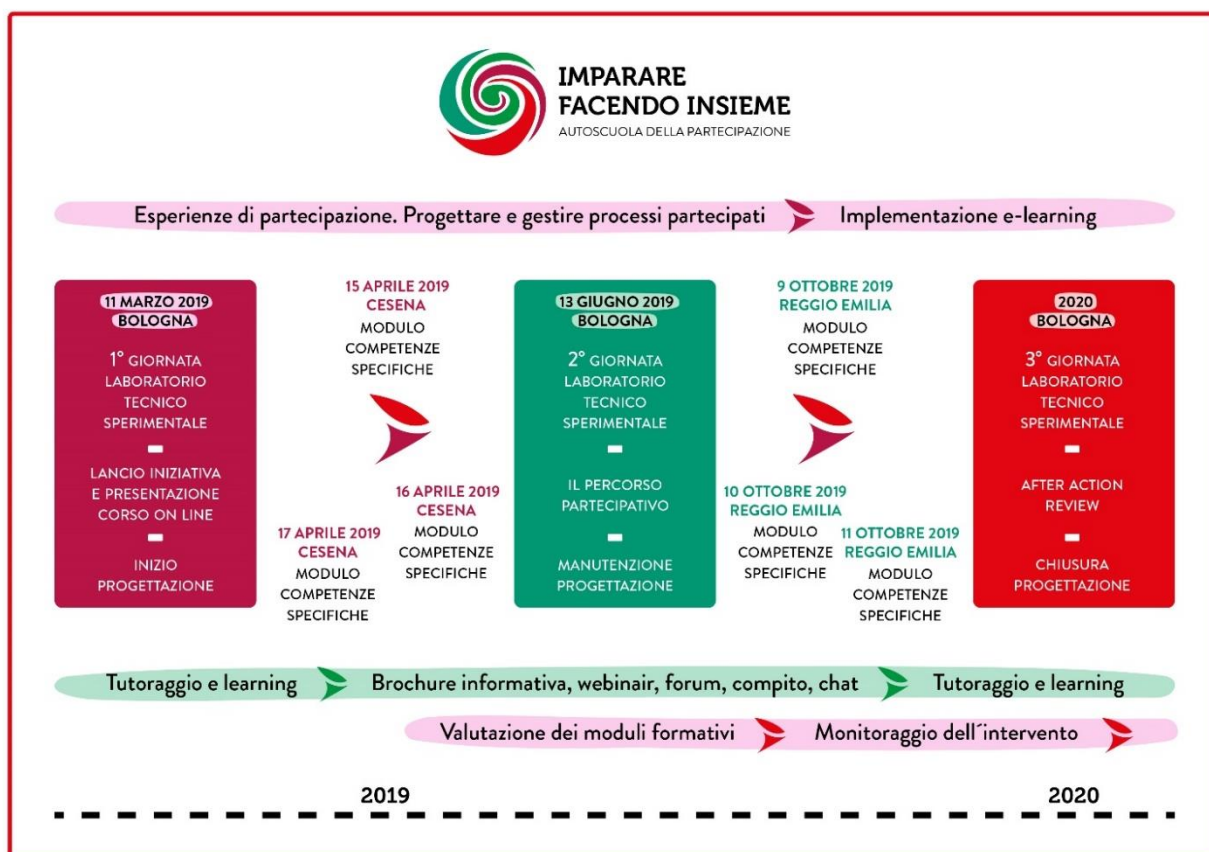 IMPARARE
FACENDO INSIEME
AUTOSCUOLA DELLA PARTECIPAZIONE
Esperienze di partecipazione. Progettare e gestire processi partecipati
Implementazione e-learning
11 MARZO 2019
BOLOGNA
1° GIORNATA
LABORATORIO
TECNICO
SPERIMENTALE
LANCIO INIZIATIVA
E PRESENTAZIONE
CORSO ON LINE
INIZIO
PROGETTAZIONE
15 APRILE 2019
CESENA
MODULO
COMPETENZE
SPECIFICHE
16 APRILE 2019
CESENA
MODULO
COMPETENZE
SPECIFICHE
17 APRILE 2019
CESENA
MODULO
COMPETENZE
SPECIFICHE
13 GIUGNO 2019
BOLOGNA
2° GIORNATA
LABORATORIO
TECNICO
SPERIMENTALE
IL PERCORSO
PARTECIPATIVO
MANUTENZIONE
PROGETTAZIONE
9 OTTOBRE 2019
REGGIO EMILIA
MODULO
COMPETENZE
SPECIFICHE
10 OTTOBRE 2019
REGGIO EMILIA
MODULO
COMPETENZE
SPECIFICHE
11 OTTOBRE 2019
REGGIO EMILIA
MODULO
COMPETENZE
SPECIFICHE
2020
BOLOGNA
3° GIORNATA
LABORATORIO
TECNICO
SPERIMENTALE
AFTER ACTION
REVIEW
CHIUSURA
PROGETTAZIONE
Tutoraggio e learning
Brochure informativa, webinair, forum, compito, chat
Tutoraggio e learning
Valutazione dei moduli formativi
Monitoraggio dell´intervento
2019
2020